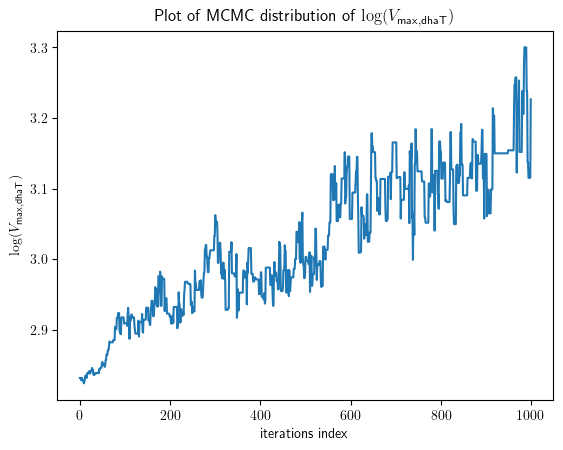 Plot of MCMC distribution of log(V_max,dhaT)
log(V_max,dhaT)
3.3
3.2
3.1
3.0
2.9
0 200 400 600 800 1000
iterations index